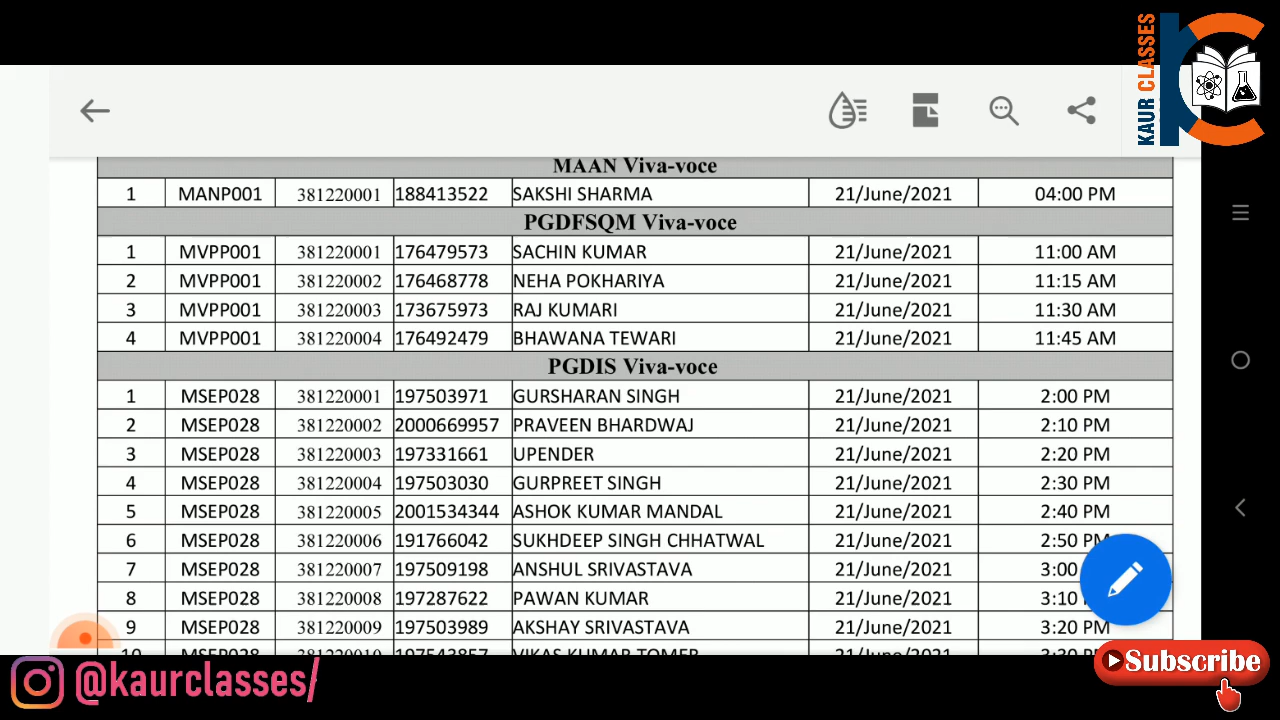 KAUR CLASSES
MAAN Viva-voce
1 MANP001 381220001 188413522 SAKSHI SHARMA 21/June/2021 04:00 PM
PGDFSQM Viva-voce
1 MVPP001 381220001 176479573 SACHIN KUMAR 21/June/2021 11:00 AM
2 MVPP001 381220002 176468778 NEHA POKHARIYA 21/June/2021 11:15 AM
3 MVPP001 381220003 173675973 RAJ KUMARI 21/June/2021 11:30 AM
4 MVPP001 381220004 176492479 BHAWANA TEWARI 21/June/2021 11:45 AM
PGDIS Viva-voce
1 MSEP028 381220001 197503971 GURSHARAN SINGH 21/June/2021 2:00 PM
2 MSEP028 381220002 2000669957 PRAVEEN BHARDWAJ 21/June/2021 2:10 PM
3 MSEP028 381220003 197331661 UPENDER 21/June/2021 2:20 PM
4 MSEP028 381220004 197503030 GURPREET SINGH 21/June/2021 2:30 PM
5 MSEP028 381220005 2001534344 ASHOK KUMAR MANDAL 21/June/2021 2:40 PM
6 MSEP028 381220006 191766042 SUKHDEEP SINGH CHHATWAL 21/June/2021 2:50 PM
7 MSEP028 381220007 197509198 ANSHUL SRIVASTAVA 21/June/2021 3:00
8 MSEP028 381220008 197287622 PAWAN KUMAR 21/June/2021 3:10
9 MSEP028 381220009 197503989 AKSHAY SRIVASTAVA 21/June/2021 3:20 PM
10 MSEP028 381220010 197543857 VIKAS KUMAR TOMER 21/June/2021 3:30 PM
@kaurclasses/
Subscribe